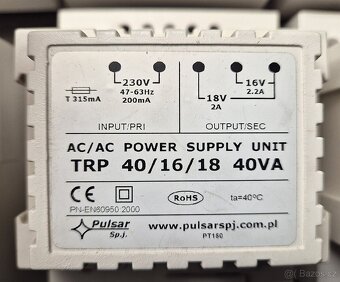 230V
16V
T 315mA
47-63Hz
200mA
18V
2A
2.2A
INPUT/PRI
OUTPUT/SEC
AC/AC POWER SUPPLY UNIT
TRP 40/16/18 40VA
CE
RoHS
ta=40°C
PN-EN60950 2000
Pulsar
Sp.j.
www.pulsarspj.com.pl
PT180